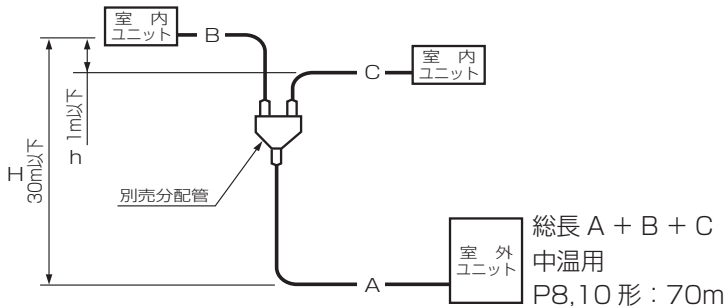 室 内
ユニット
B
室 内
ユニット
C
1m以下
h
H
30m以下
別売分配管
室 外
ユニット
A
総長 A + B + C
中温用
P8,10 形：70m